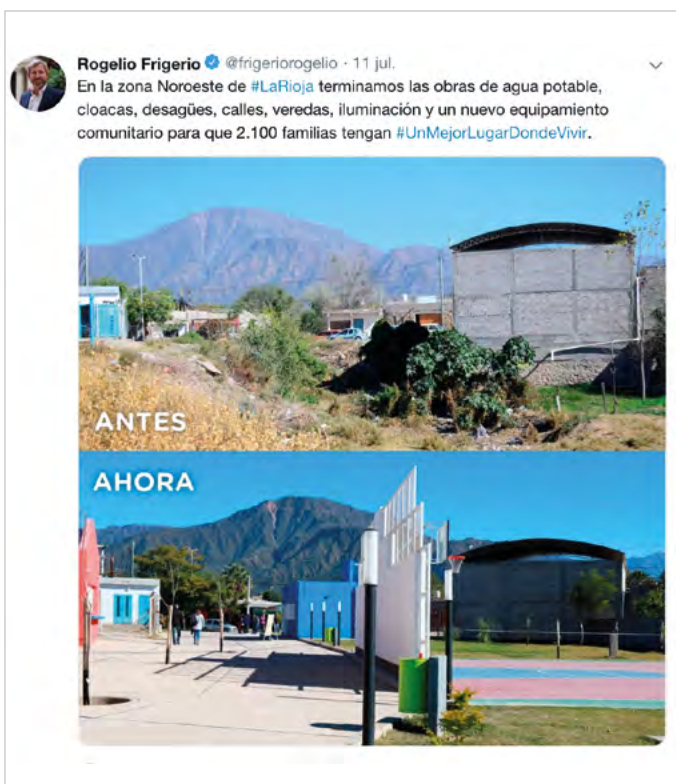 Rogelio Frigerio @frigeriorogelio · 11 jul.
En la zona Noroeste de #LaRioja terminamos las obras de agua potable,
cloacas, desagües, calles, veredas, iluminación y un nuevo equipamiento
comunitario para que 2.100 familias tengan #UnMejorLugarDondeVivir.
ANTES
AHORA